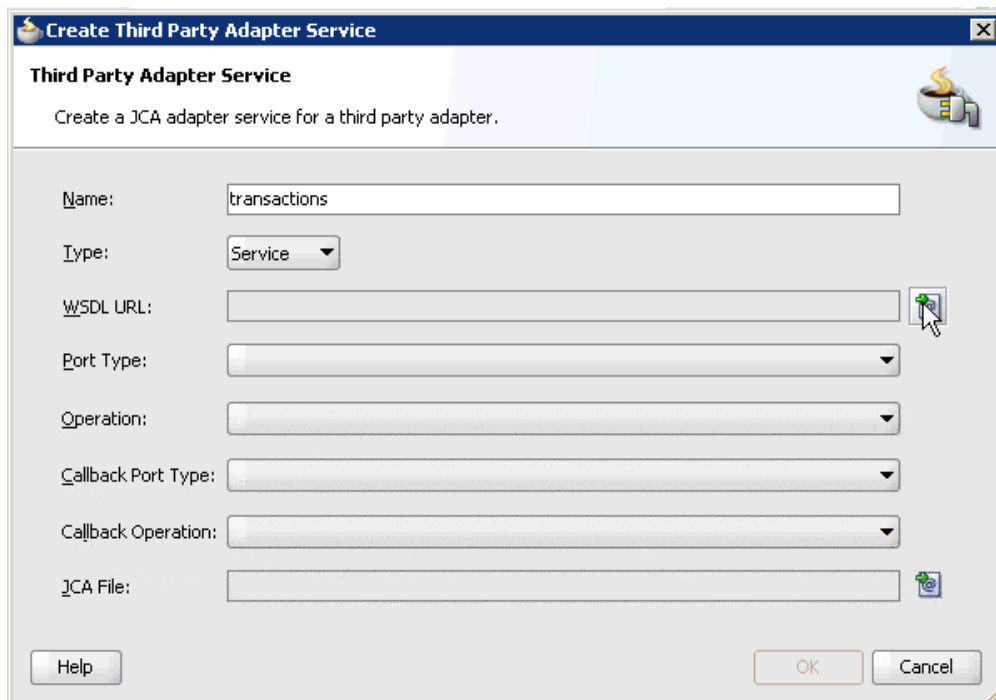 Create Third Party Adapter Service
Third Party Adapter Service
Create a JCA adapter service for a third party adapter.
Name: transactions
Type: Service
WSDL URL:
Port Type:
Operation:
Callback Port Type:
Callback Operation:
JCA File:
Help OK Cancel